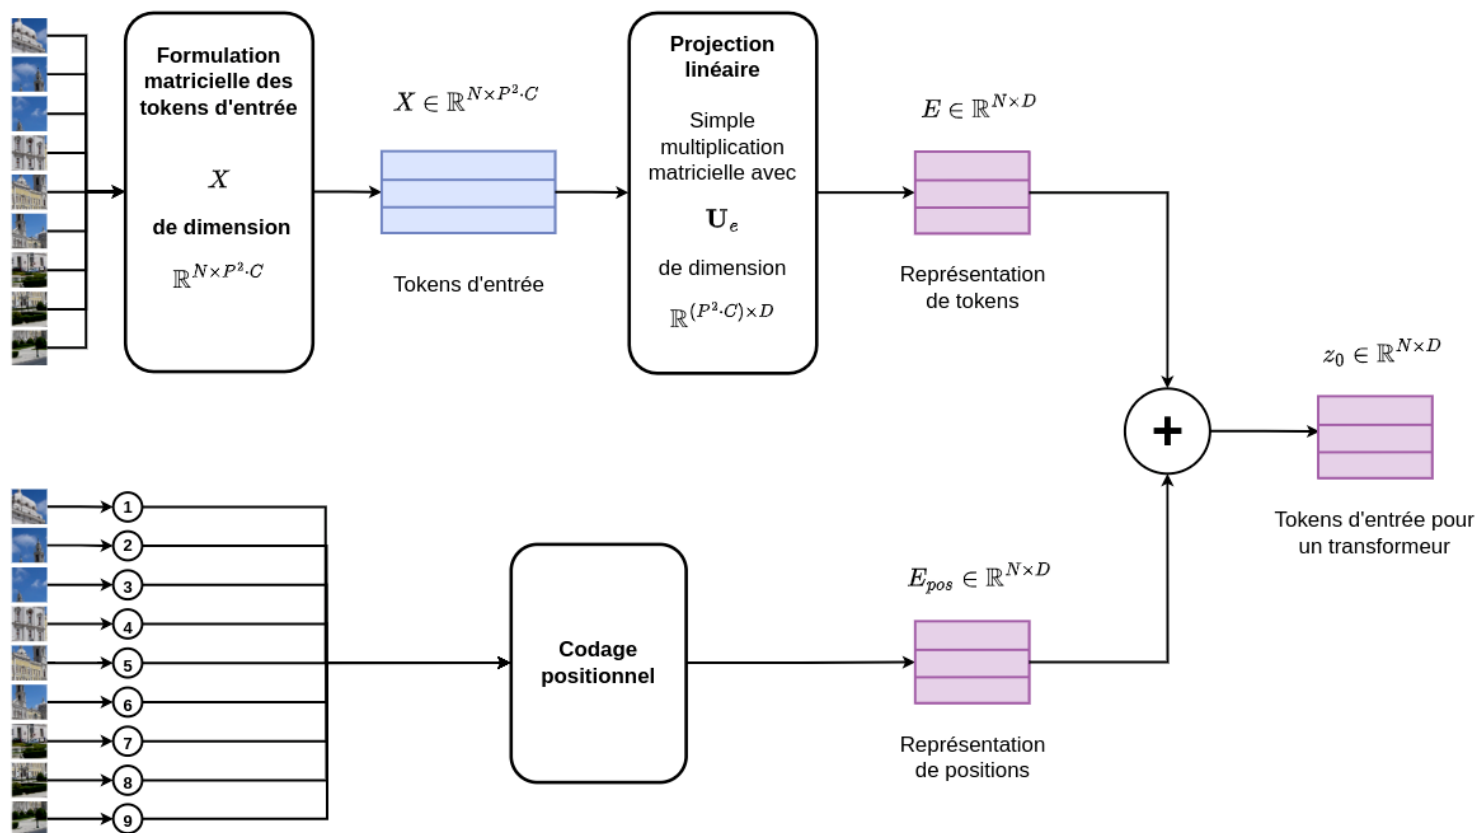 Formulation
matricielle des
tokens d'entrée
X
de dimension
ℝ^{N×P²·C}
X ∈ ℝ^{N×P²·C}
Tokens d'entrée
Projection
linéaire
Simple
multiplication
matricielle avec
U_e
de dimension
ℝ^{(P²·C)×D}
E ∈ ℝ^{N×D}
Représentation
de tokens
+
z_0 ∈ ℝ^{N×D}
Tokens d'entrée pour
un transformeur
1
2
3
4
5
6
7
8
9
Codage
positionnel
E_{pos} ∈ ℝ^{N×D}
Représentation
de positions